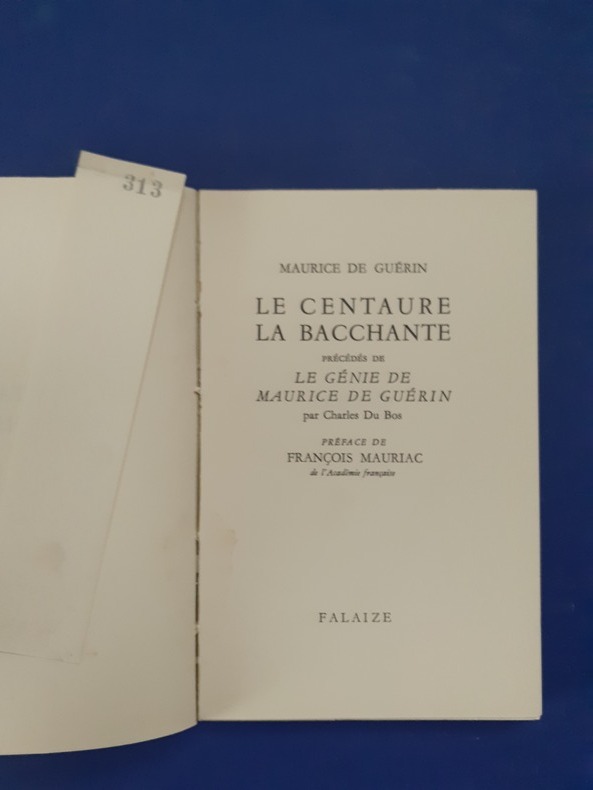 313
MAURICE DE GUÉRIN
LE CENTAURE
LA BACCHANTE
PRÉCÉDÉS DE
LE GÉNIE DE
MAURICE DE GUÉRIN
par Charles Du Bos
PRÉFACE DE
FRANÇOIS MAURIAC
de l'Académie française
FALAIZE